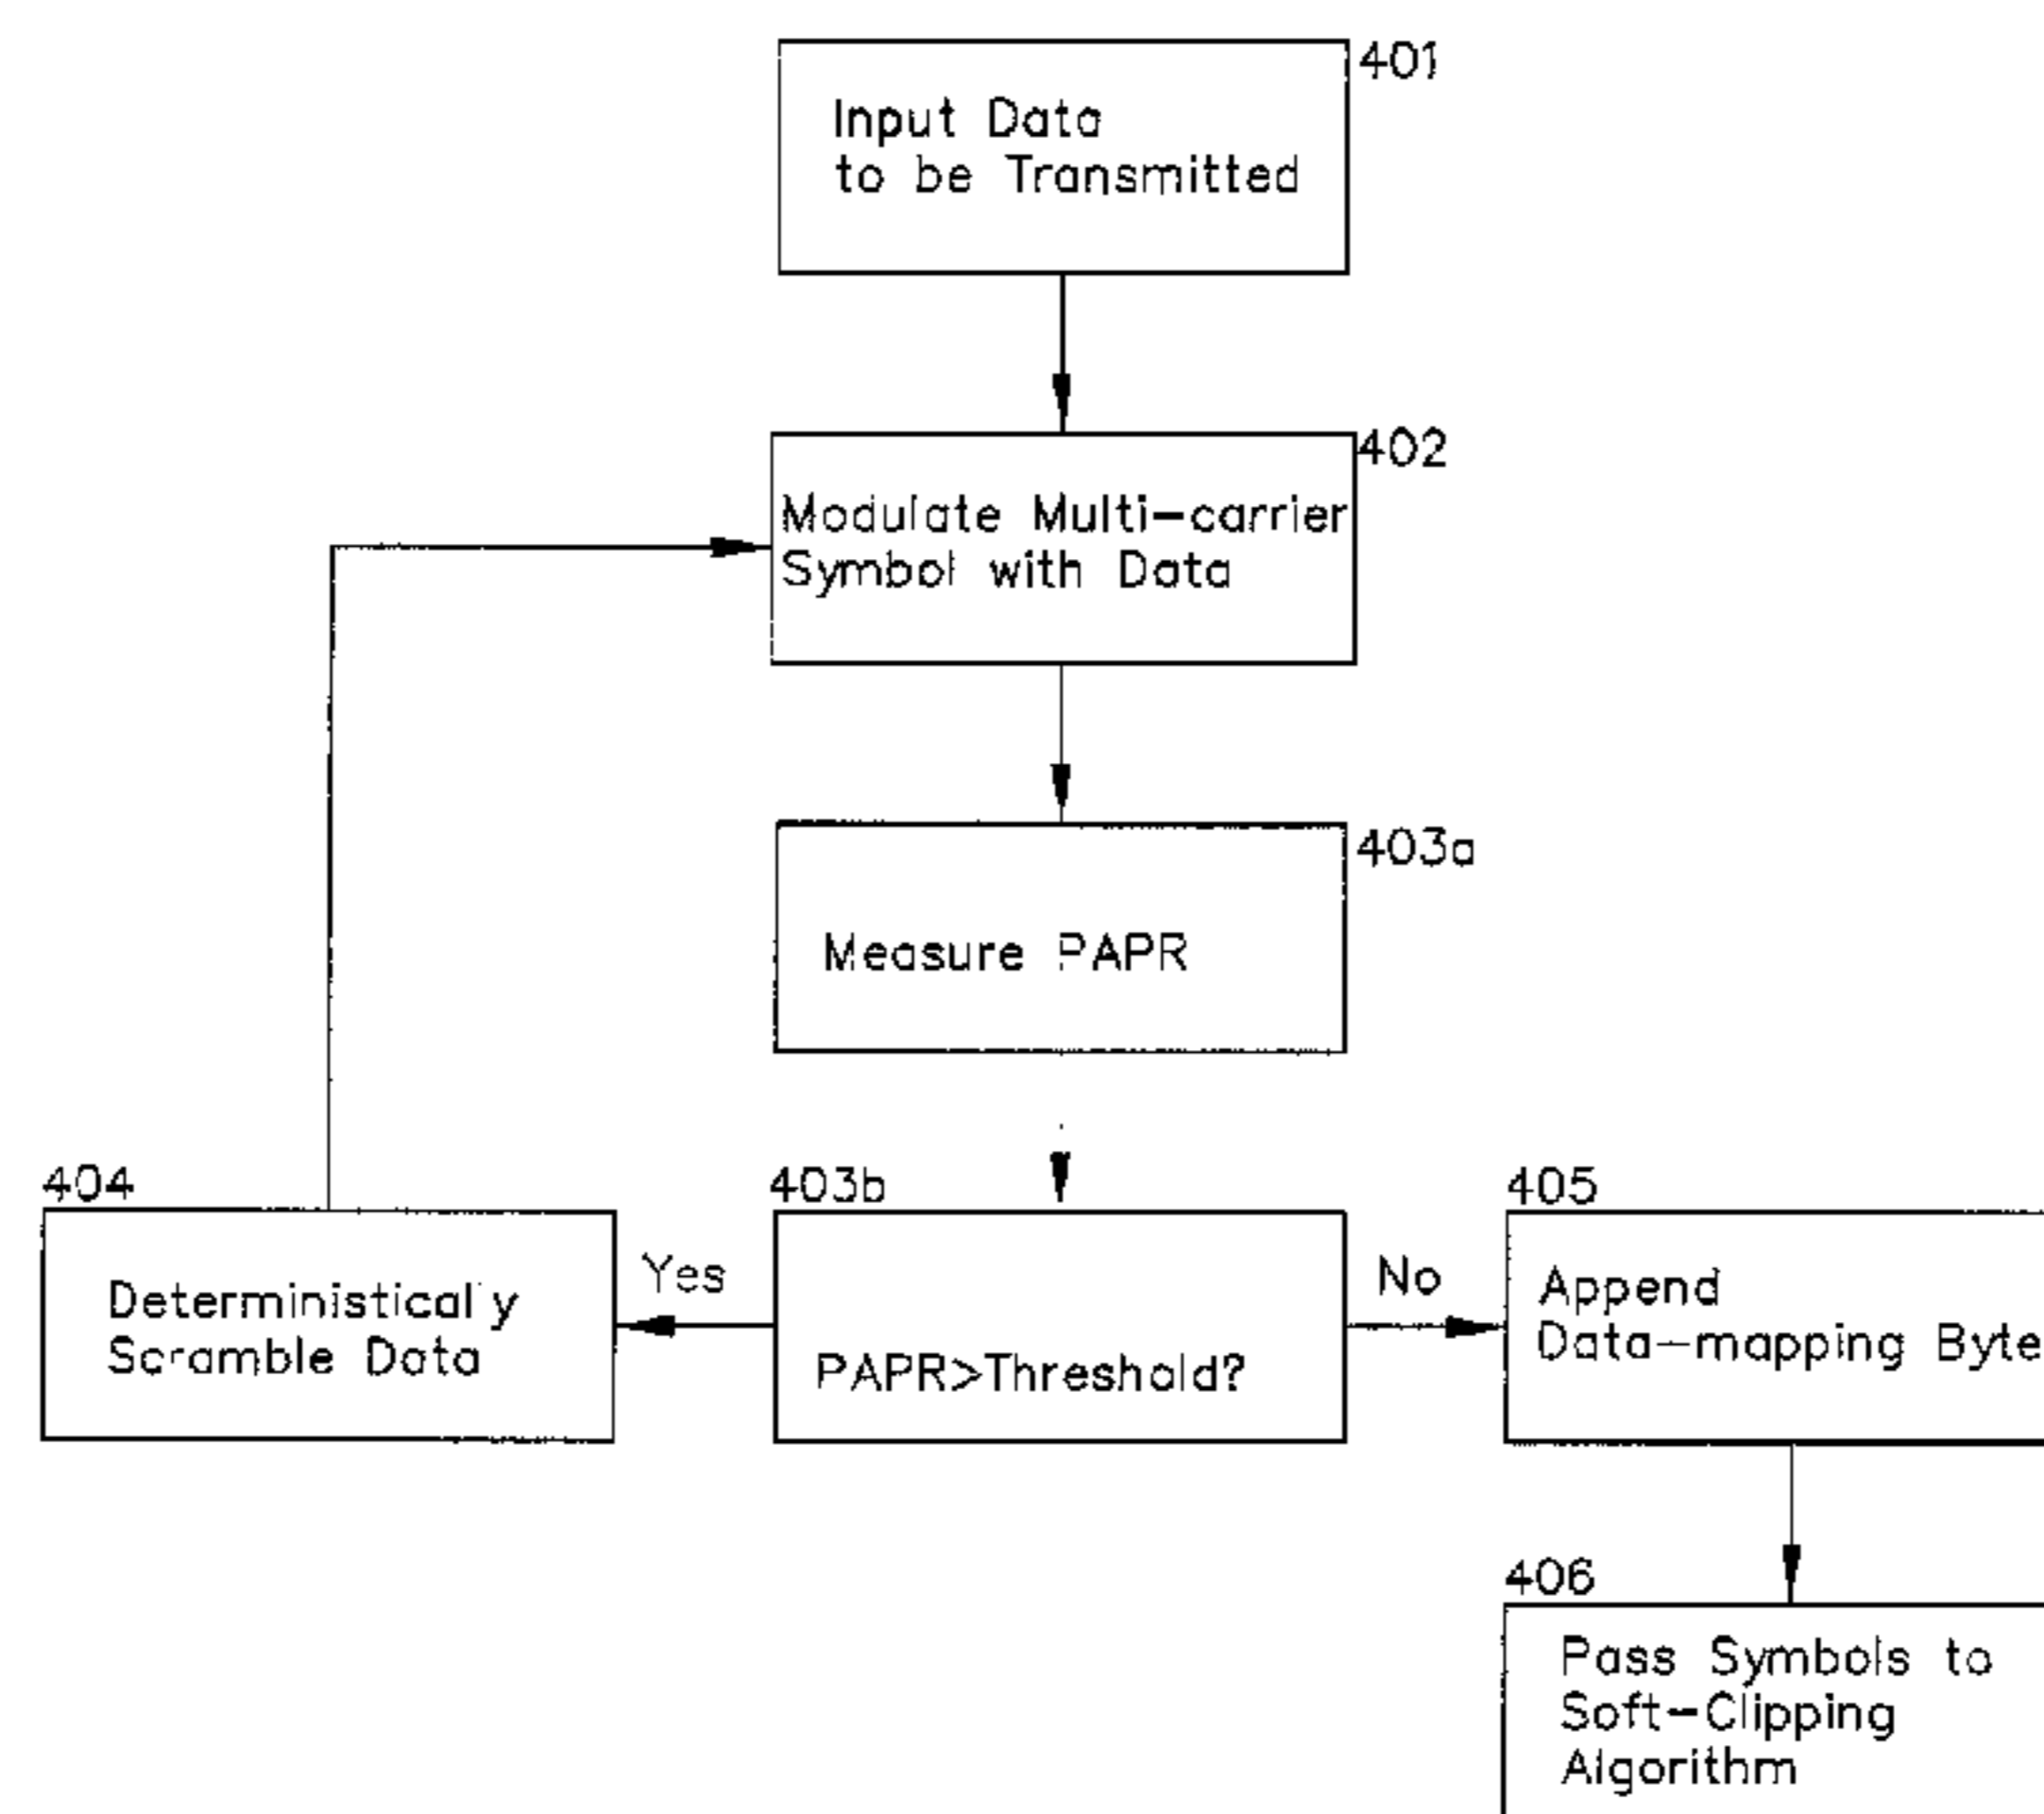 401
Input Data
to be Transmitted
402
Modulate Multi-carrier
Symbol with Data
403a
Measure PAPR
404
Deterministically
Scramble Data
Yes
403b
PAPR>Threshold?
No
405
Append
Data-mapping Byte
406
Pass Symbols to
Soft-Clipping
Algorithm